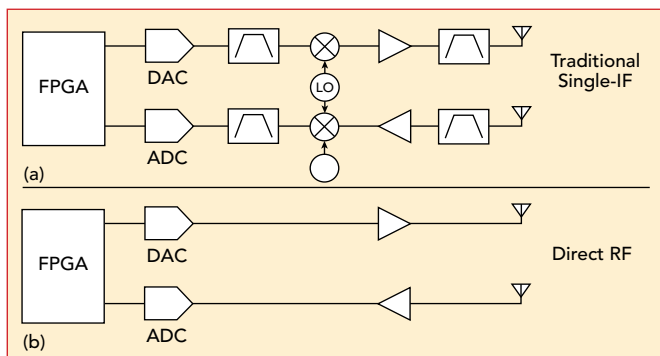 FPGA
DAC
LO
ADC
Traditional
Single-IF
(a)
FPGA
DAC
ADC
Direct RF
(b)